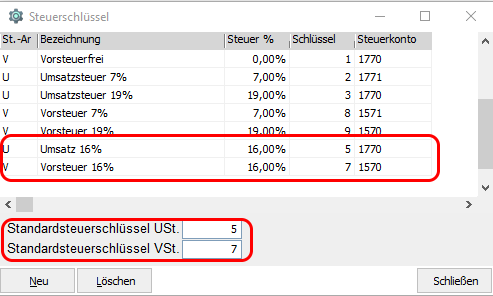 Steuerschlüssel
St.-Ar Bezeichnung Steuer % Schlüssel Steuerkonto
V Vorsteuerfrei 0,00% 1 1770
U Umsatzsteuer 7% 7,00% 2 1771
U Umsatzsteuer 19% 19,00% 3 1770
V Vorsteuer 7% 7,00% 8 1571
V Vorsteuer 19% 19,00% 9 1570
U Umsatz 16% 16,00% 5 1770
V Vorsteuer 16% 16,00% 7 1570
Standardsteuerschlüssel USt. 5
Standardsteuerschlüssel VSt. 7
Neu Löschen Schließen